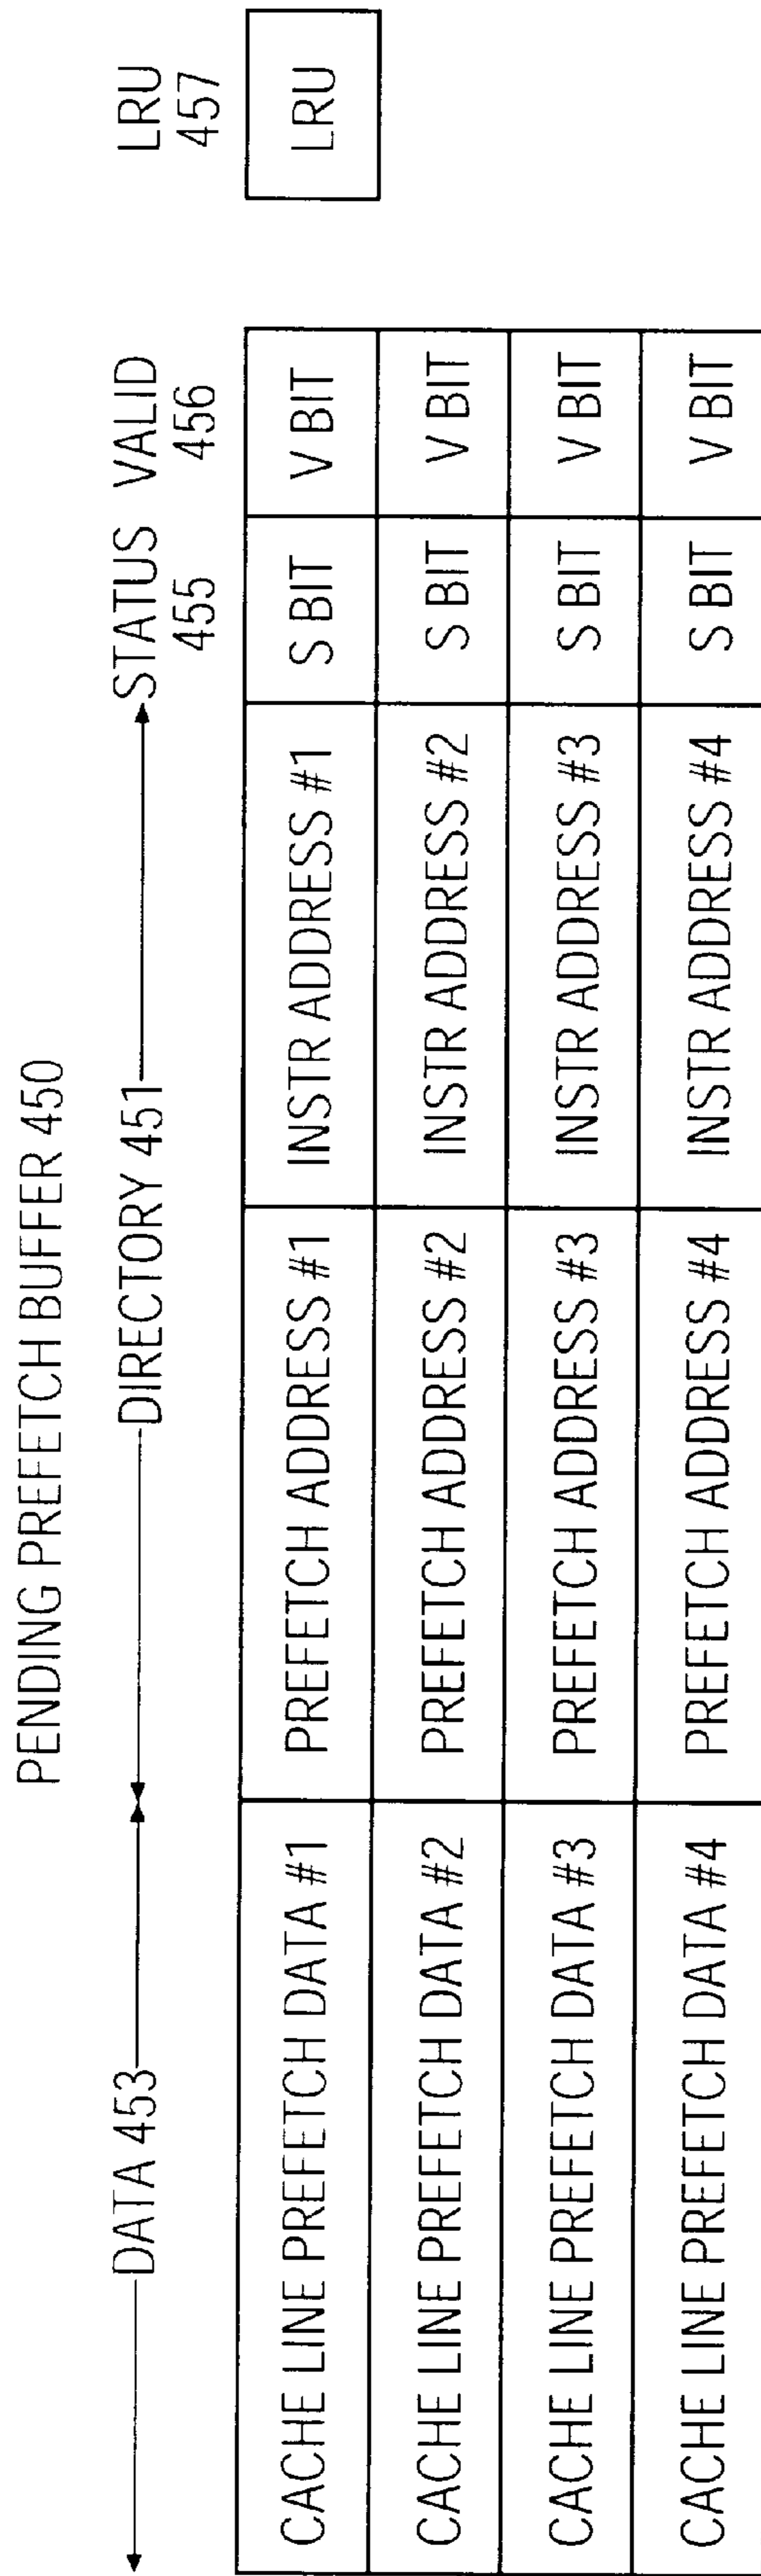 PENDING PREFETCH BUFFER 450
DATA 453 DIRECTORY 451 STATUS VALID LRU
455 456 457
CACHE LINE PREFETCH DATA #1 PREFETCH ADDRESS #1 INSTR ADDRESS #1 S BIT V BIT LRU
CACHE LINE PREFETCH DATA #2 PREFETCH ADDRESS #2 INSTR ADDRESS #2 S BIT V BIT
CACHE LINE PREFETCH DATA #3 PREFETCH ADDRESS #3 INSTR ADDRESS #3 S BIT V BIT
CACHE LINE PREFETCH DATA #4 PREFETCH ADDRESS #4 INSTR ADDRESS #4 S BIT V BIT